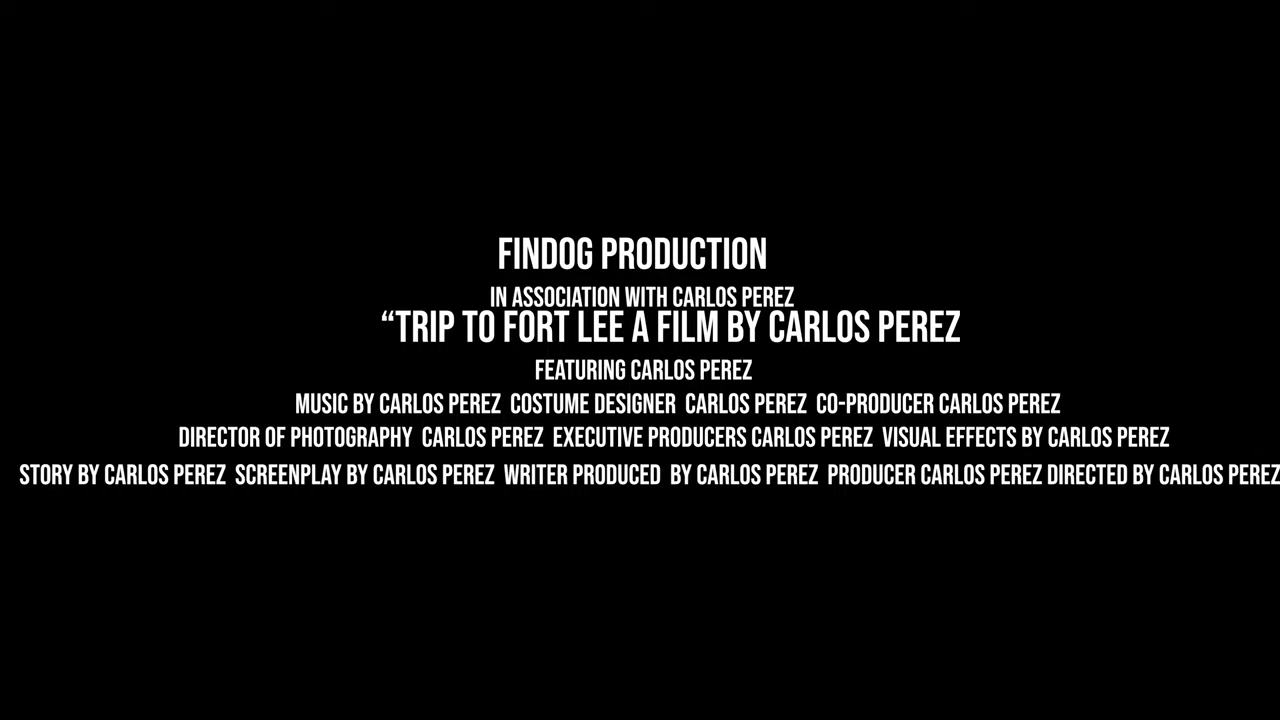 FINDOG PRODUCTION
IN ASSOCIATION WITH CARLOS PEREZ
“TRIP TO FORT LEE A FILM BY CARLOS PEREZ
FEATURING CARLOS PEREZ
MUSIC BY CARLOS PEREZ COSTUME DESIGNER CARLOS PEREZ CO-PRODUCER CARLOS PEREZ
DIRECTOR OF PHOTOGRAPHY CARLOS PEREZ EXECUTIVE PRODUCERS CARLOS PEREZ VISUAL EFFECTS BY CARLOS PEREZ
STORY BY CARLOS PEREZ SCREENPLAY BY CARLOS PEREZ WRITER PRODUCED BY CARLOS PEREZ PRODUCER CARLOS PEREZ DIRECTED BY CARLOS PEREZ